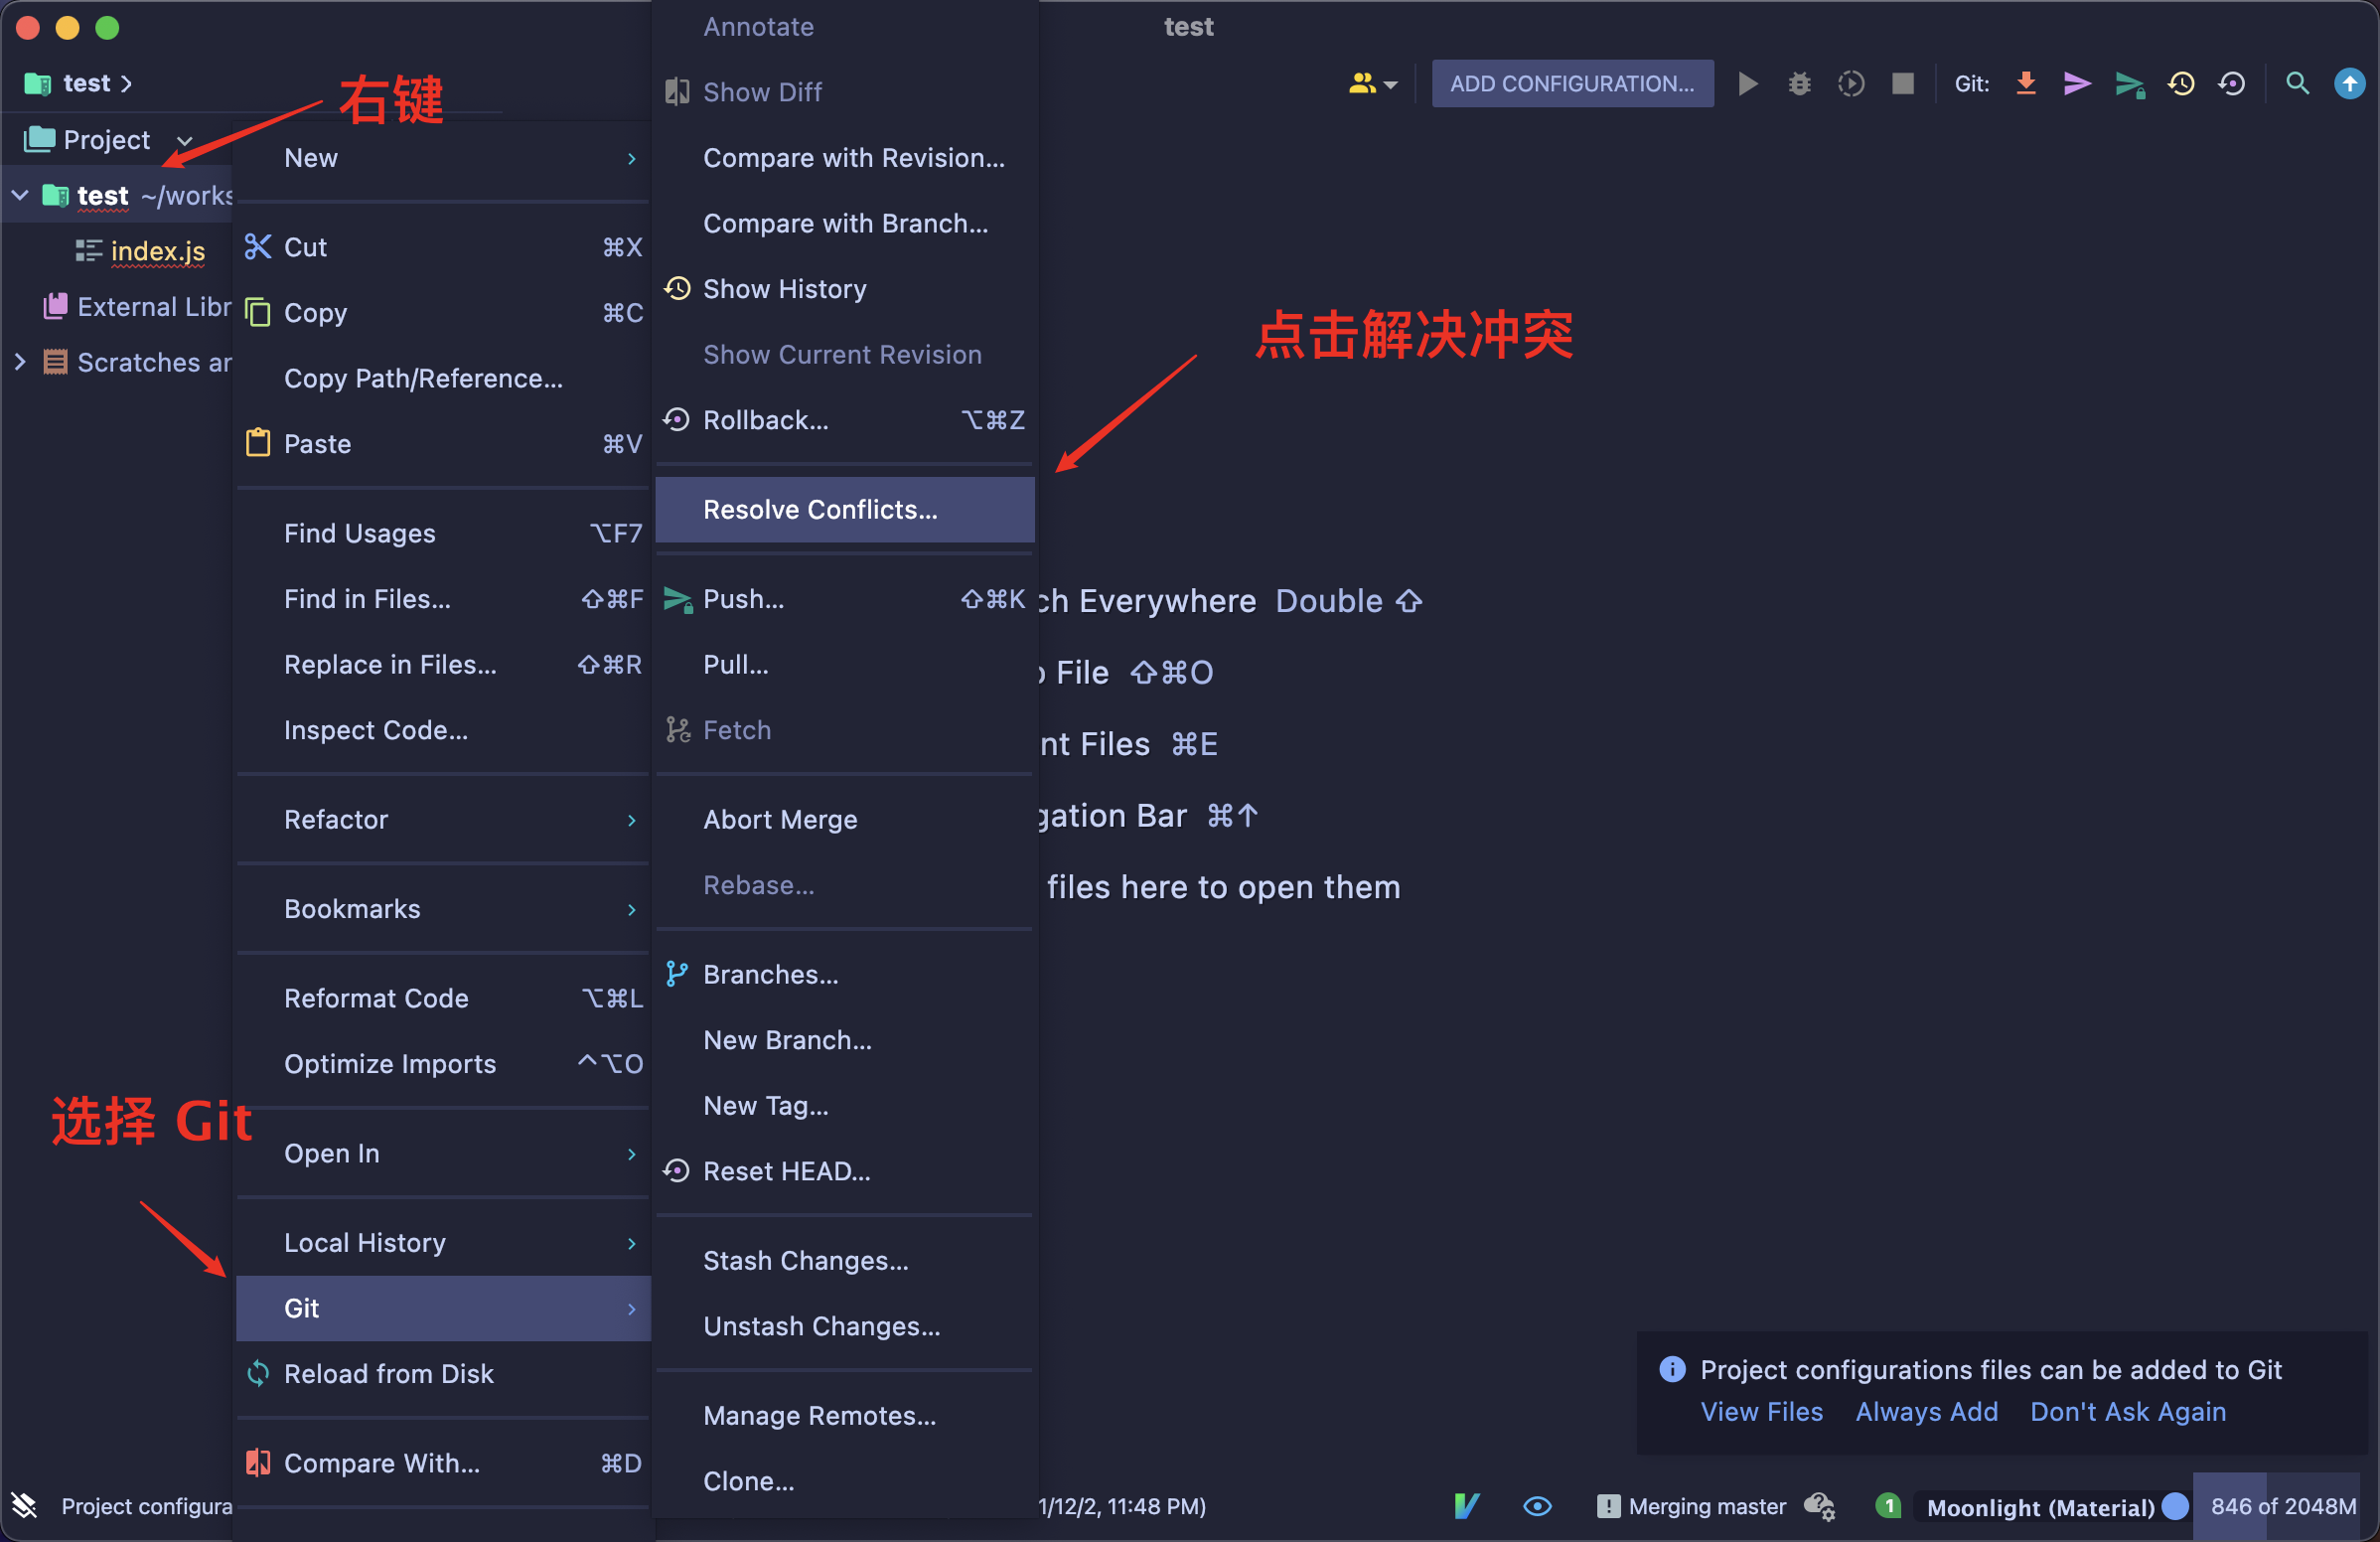 test
test
ADD CONFIGURATION...
Git:
右键
Project
test ~/works
index.js
External Libr
Scratches ar
New
Cut ⌘X
Copy ⌘C
Copy Path/Reference...
Paste ⌘V
Find Usages ⌥F7
Find in Files... ⇧⌘F
Replace in Files... ⇧⌘R
Inspect Code...
Refactor
Bookmarks
Reformat Code ⌥⌘L
Optimize Imports ^⌥O
选择 Git
Open In
Local History
Git
Reload from Disk
Compare With... ⌘D
Annotate
Show Diff
Compare with Revision...
Compare with Branch...
Show History
Show Current Revision
Rollback... ⌥⌘Z
点击解决冲突
Resolve Conflicts...
Push... ⇧⌘K
Pull...
Fetch
Abort Merge
Rebase...
Branches...
New Branch...
New Tag...
Reset HEAD...
Stash Changes...
Unstash Changes...
Manage Remotes...
Clone...
ch Everywhere Double ⇧
File ⇧⌘O
nt Files ⌘E
gation Bar ⌘↑
files here to open them
Project configurations files can be added to Git
View Files Always Add Don't Ask Again
Project configura
1/12/2, 11:48 PM)
Merging master
1
Moonlight (Material)
846 of 2048M